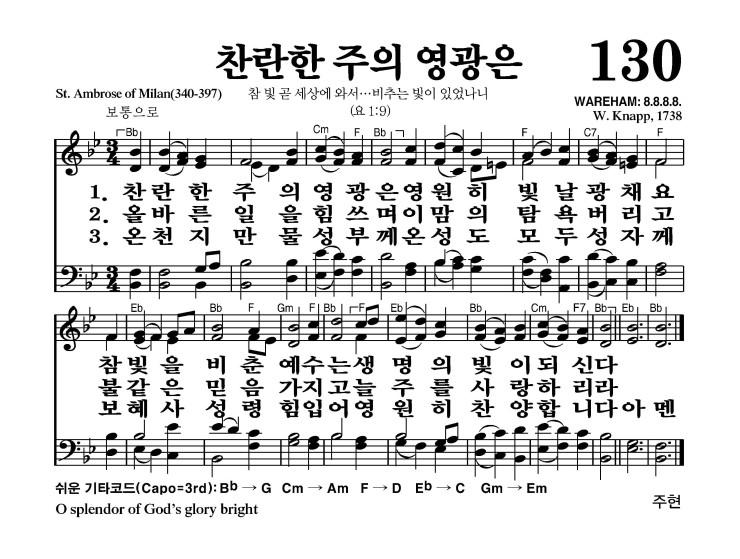 찬란한 주의 영광은 130
St. Ambrose of Milan(340-397) 참 빛 곧 세상에 와서…비추는 빛이 있었나니 WAREHAM: 8.8.8.8.
보통으로 (요 1:9) W. Knapp, 1738
Bb Cm F Bb F C7 F
3/4
1. 찬 란 한 주 의 영 광 은 영 원 히 빛 날 광 채 요
2. 올 바 른 일 을 힘 쓰 며 이 맘 의 탐 욕 버 리 고
3. 온 천 지 만 물 성 부 께 온 성 도 모 두 성 자 께
3/4
Eb Bb F Gm F Bb F Eb Bb Cm F7 Bb Eb Bb
참 빛 을 비 춘 예 수 는 생 명 의 빛 이 되 신 다
불 같 은 믿 음 가 지 고 늘 주 를 사 랑 하 리 라
보 혜 사 성 령 힘 입 어 영 원 히 찬 양 합 니 다 아 멘
쉬운 기타코드(Capo=3rd): Bb → G Cm → Am F → D Eb → C Gm → Em
O splendor of God's glory bright 주현